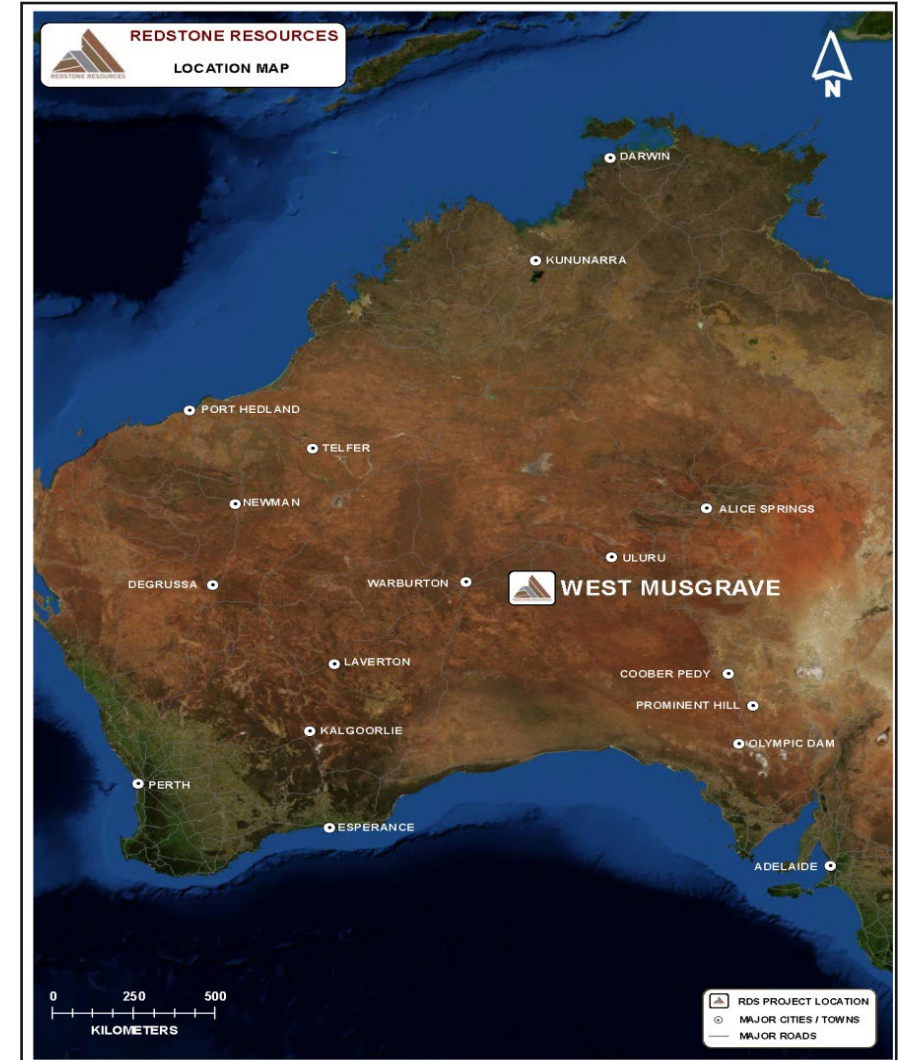 REDSTONE RESOURCES
LOCATION MAP
REDSTONE RESOURCES
N
DARWIN
KUNUNARRA
PORT HEDLAND
TELFER
NEWMAN
ALICE SPRINGS
ULURU
DEGRUSSA
WARBURTON
WEST MUSGRAVE
LAVERTON
COOBER PEDY
PROMINENT HILL
KALGOORLIE
OLYMPIC DAM
PERTH
ESPERANCE
ADELAIDE
0 250 500
KILOMETERS
RDS PROJECT LOCATION
MAJOR CITIES / TOWNS
MAJOR ROADS